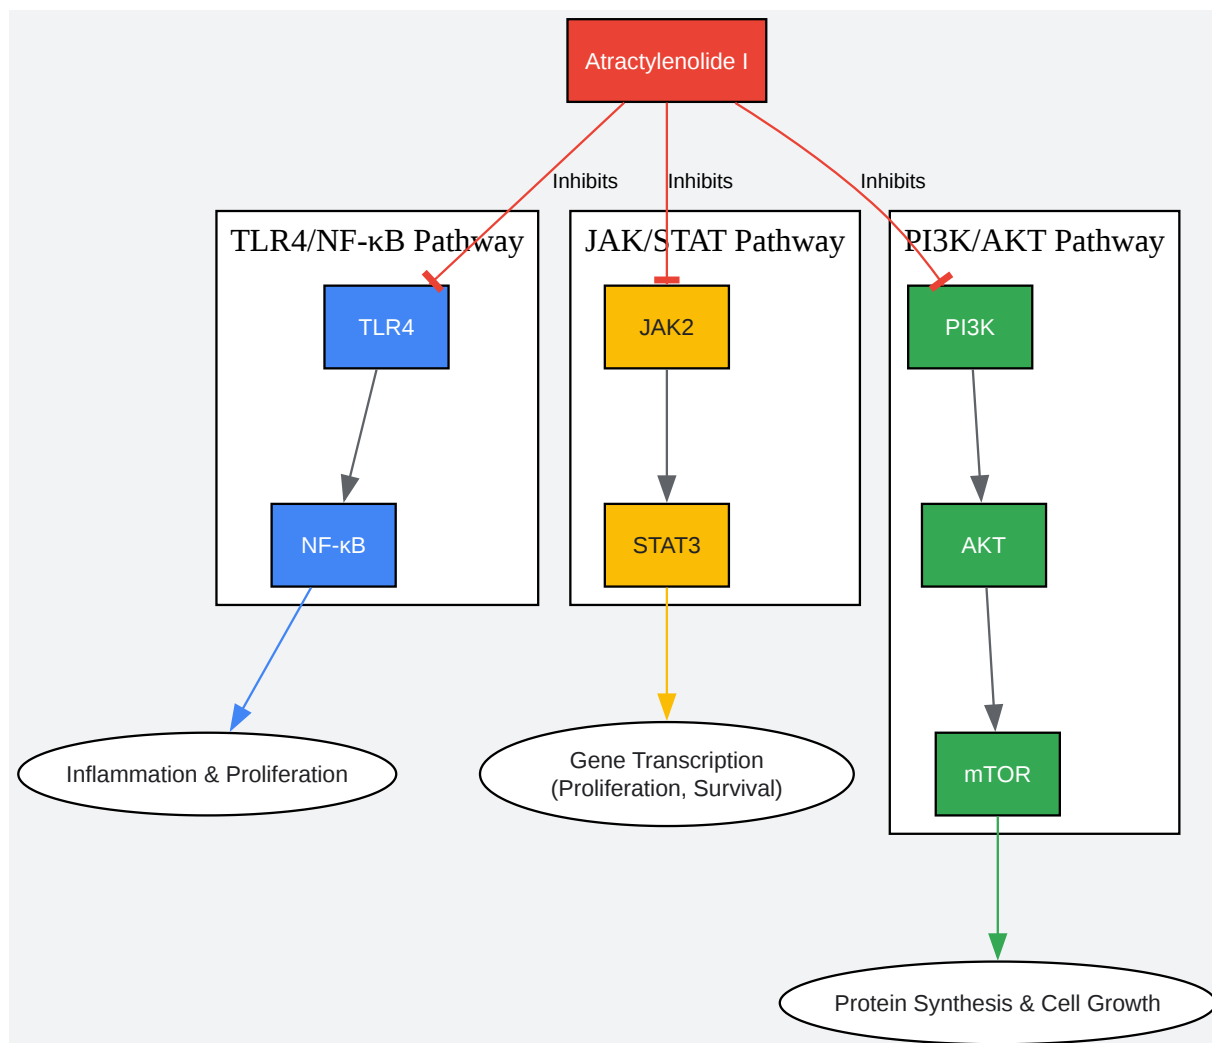 Atractylenolide I
Inhibits
Inhibits
Inhibits
TLR4/NF-κB Pathway
JAK/STAT Pathway
PI3K/AKT Pathway
TLR4
JAK2
PI3K
NF-κB
STAT3
AKT
Inflammation & Proliferation
Gene Transcription
(Proliferation, Survival)
mTOR
Protein Synthesis & Cell Growth